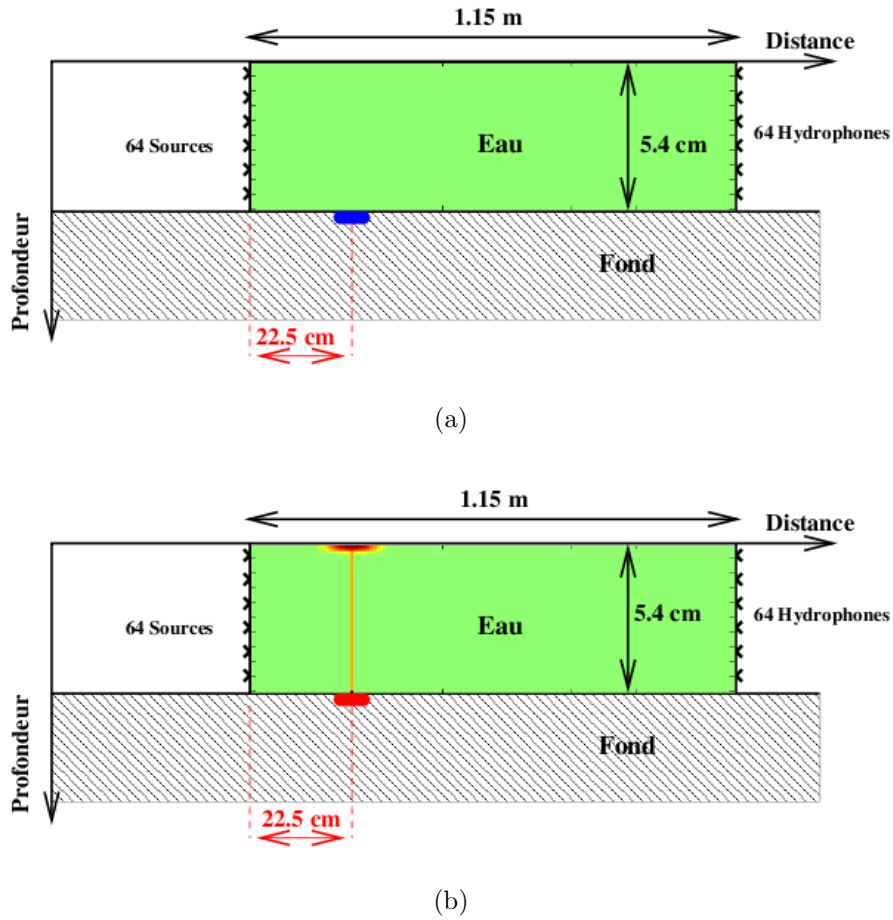 1.15 m
Distance
64 Sources
Eau
5.4 cm
64 Hydrophones
Profondeur
Fond
22.5 cm
(a)
1.15 m
Distance
64 Sources
Eau
5.4 cm
64 Hydrophones
Profondeur
Fond
22.5 cm
(b)